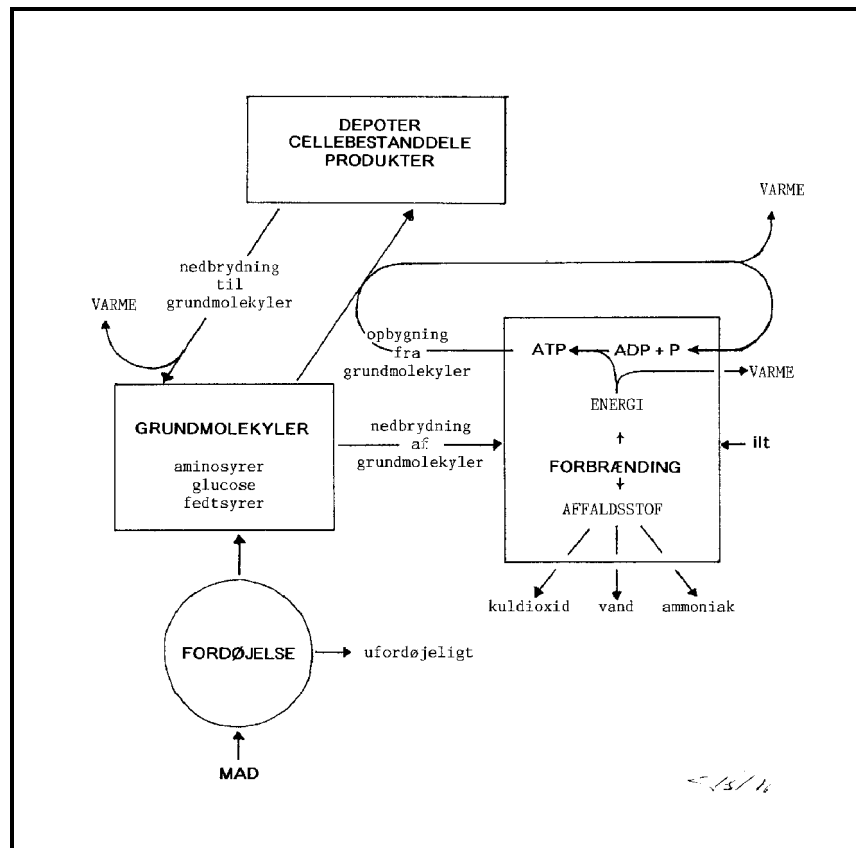 DEPOTER
CELLEBESTANDDELE
PRODUKTER
VARME
nedbrydning
til
grundmolekyler
VARME
opbygning
fra
grundmolekyler
ATP
ADP + P
VARME
ENERGI
GRUNDMOLEKYLER
aminosyrer
glucose
fedtsyrer
nedbrydning
af
grundmolekyler
ilt
FORBRÆNDING
AFFALDSSTOF
kuldioxid
vand
ammoniak
FORDØJELSE
ufordøjeligt
MAD